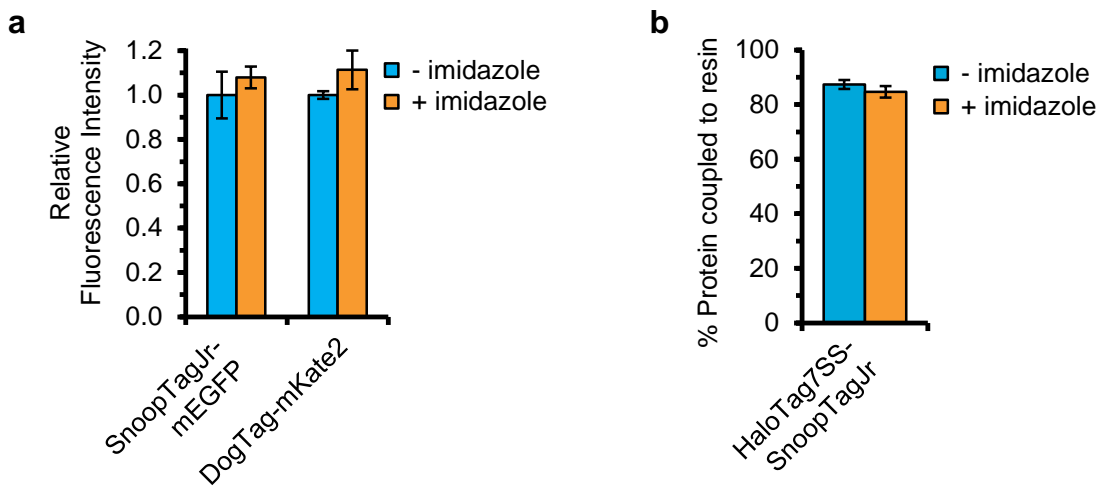 a
Relative
Fluorescence Intensity
1.2
1.0
0.8
0.6
0.4
0.2
0.0
SnoopTagJr-
mEGFP
DogTag-mKate2
- imidazole
+ imidazole
b
% Protein coupled to resin
100
80
60
40
20
0
HaloTag7SS-
SnoopTagJr
- imidazole
+ imidazole